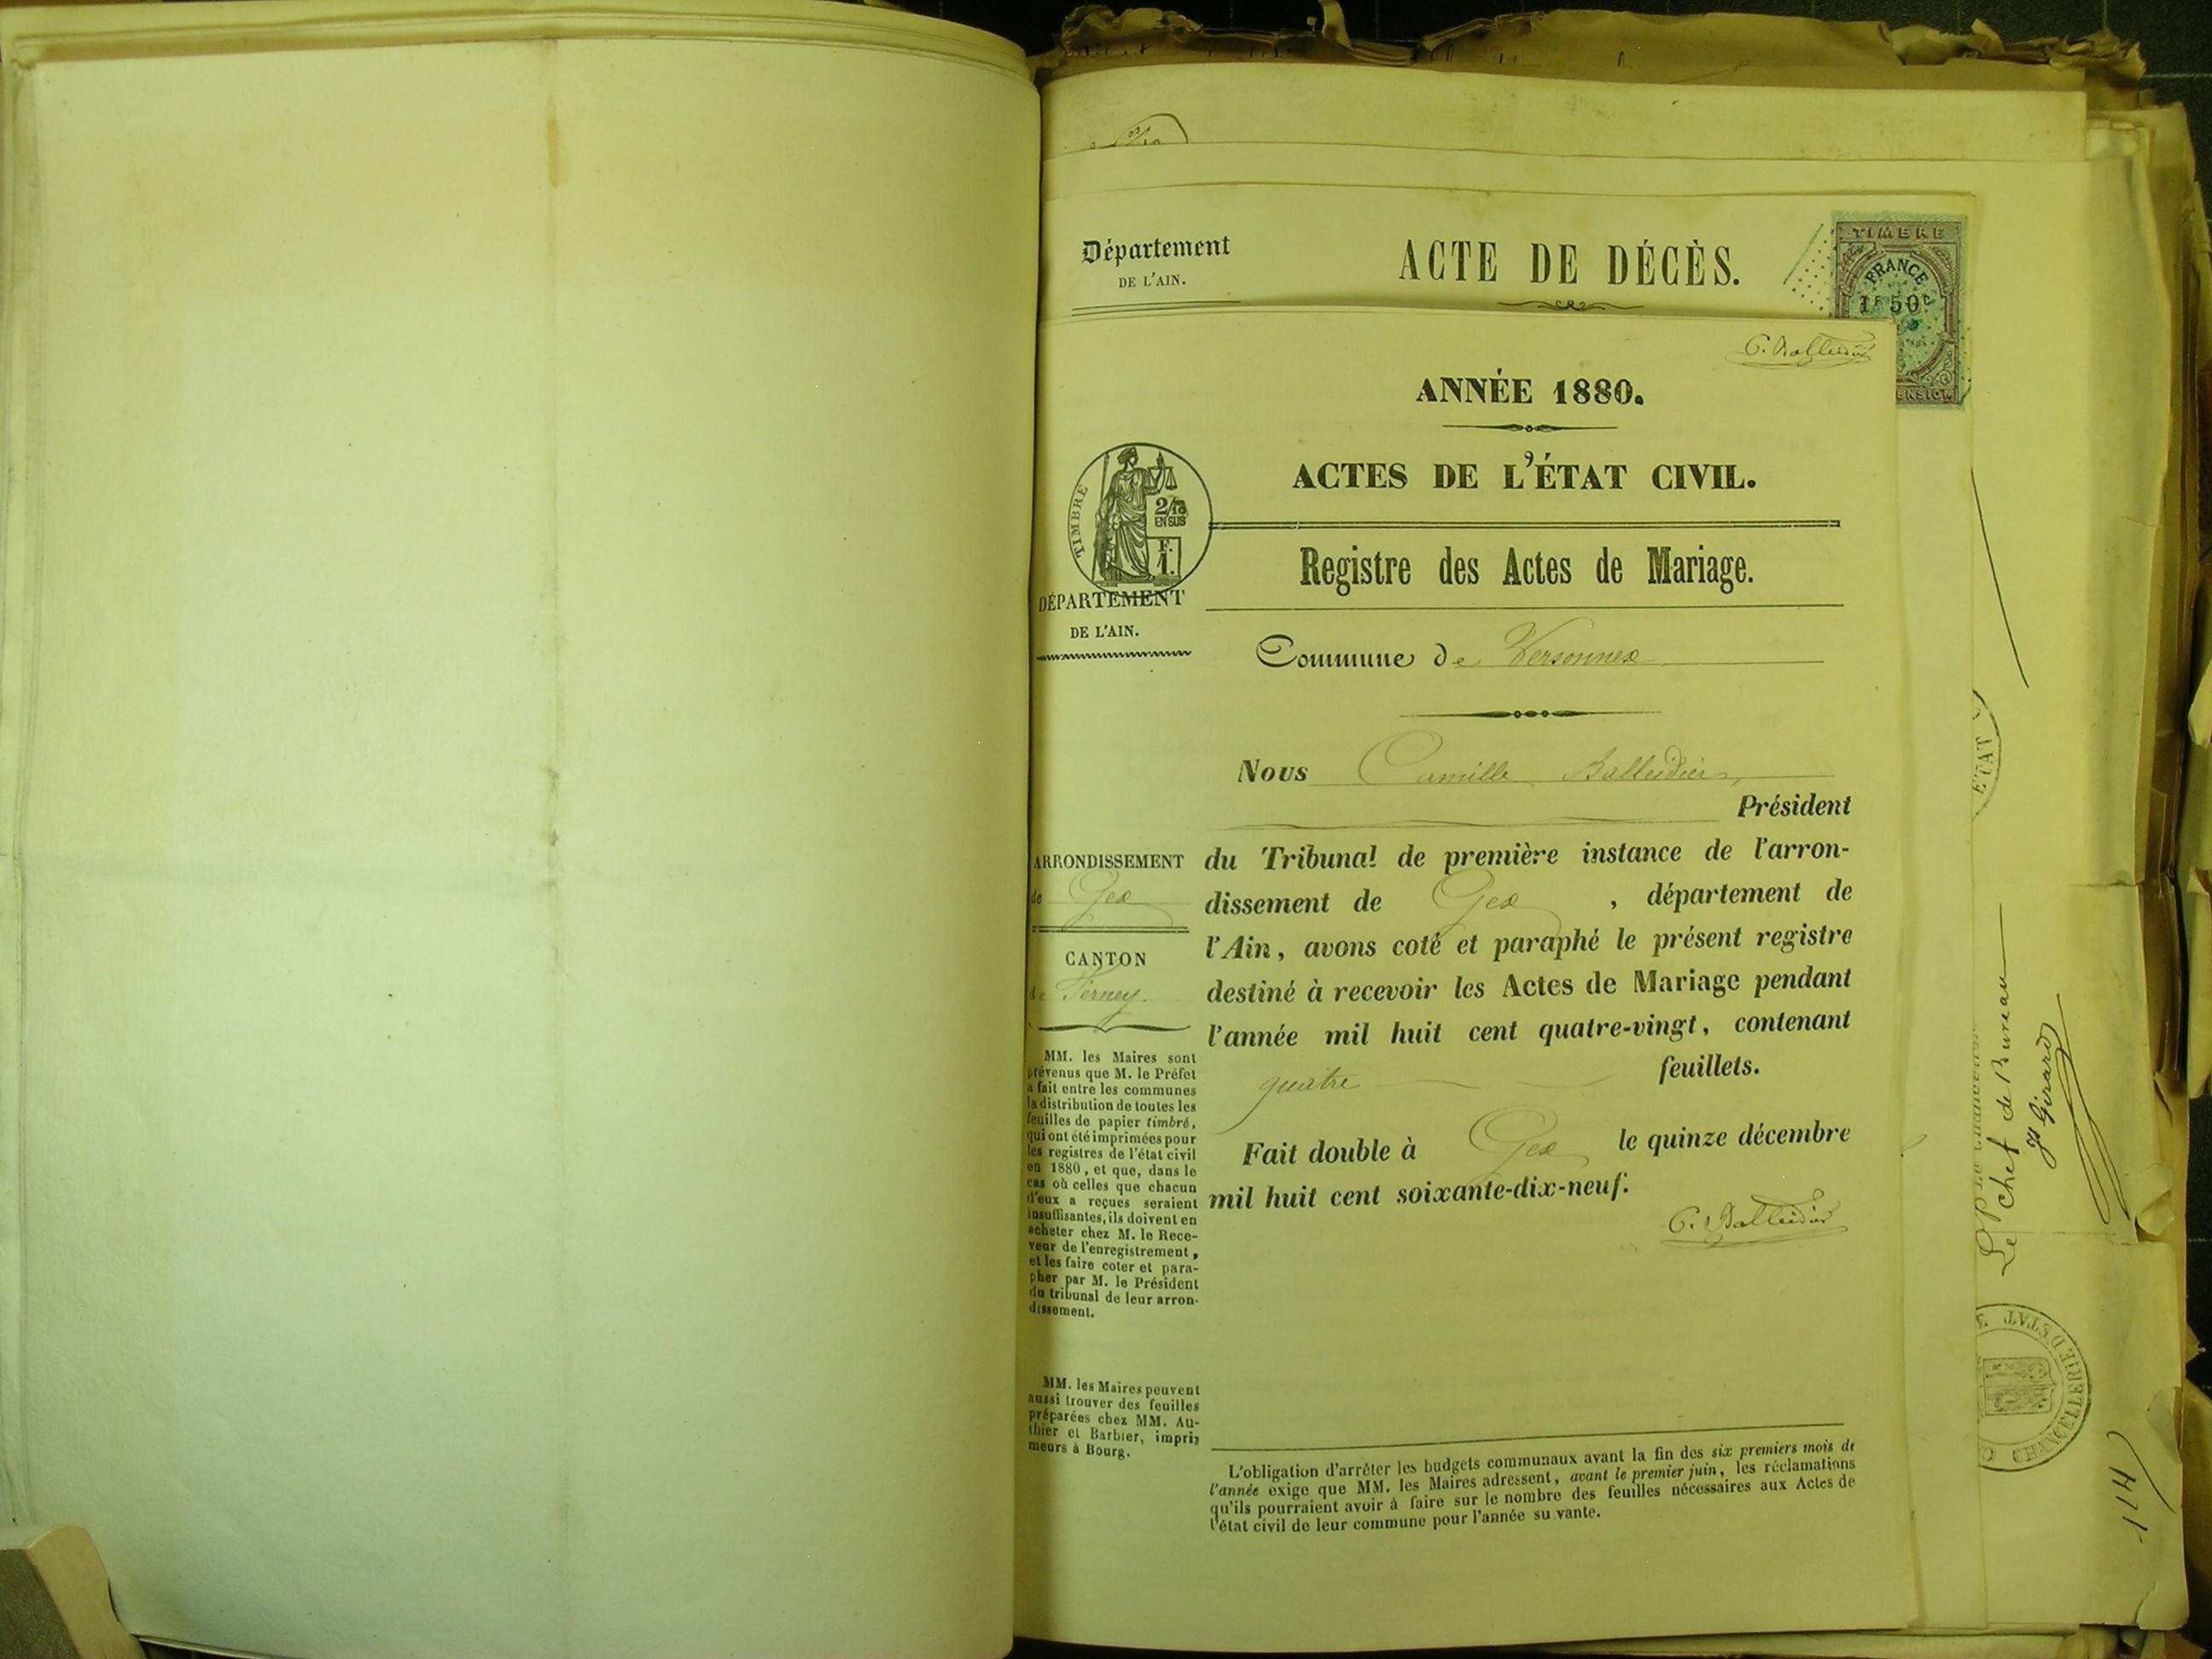 Département
DE L'AIN.
ACTE DE DÉCÈS.
TIMBRE
FRANCE
1F 50c
ANNÉE 1880.
ACTES DE L'ÉTAT CIVIL.
TIMBRE
2/10
EN SUS
F.
1.
Registre des Actes de Mariage.
DÉPARTEMENT
DE L'AIN.
Commune de Versonnex
Nous Camille Balleidier,
Président
du Tribunal de première instance de l'arron-
dissement de Gex, département de
l'Ain, avons coté et paraphé le présent registre
destiné à recevoir les Actes de Mariage pendant
l'année mil huit cent quatre-vingt, contenant
quatre feuillets.
Fait double à Gex le quinze décembre
mil huit cent soixante-dix-neuf.
C. Balleidier
ARRONDISSEMENT
de Gex
CANTON
de Ferney.
MM. les Maires sont
prévenus que M. le Préfet
a fait entre les communes
la distribution de toutes les
feuilles de papier timbré,
qui ont été imprimées pour
les registres de l'état civil
en 1880, et que, dans le
cas où celles que chacun
d'eux a reçues seraient
insuffisantes, ils doivent en
acheter chez M. le Rece-
veur de l'enregistrement,
et les faire coter et para-
pher par M. le Président
du tribunal de leur arron-
dissement.
MM. les Maires peuvent
aussi trouver des feuilles
préparées chez MM. Au-
thier et Barbier, impri-
meurs à Bourg.
L'obligation d'arrêter les budgets communaux avant la fin des six premiers mois de
l'année exige que MM. les Maires adressent, avant le premier juin, les réclamations
qu'ils pourraient avoir à faire sur le nombre des feuilles nécessaires aux Actes de
l'état civil de leur commune pour l'année su vante.
ÉTAT
Le chef de Bureau
J Girard
CHANCELLERIE D'ÉTAT
174